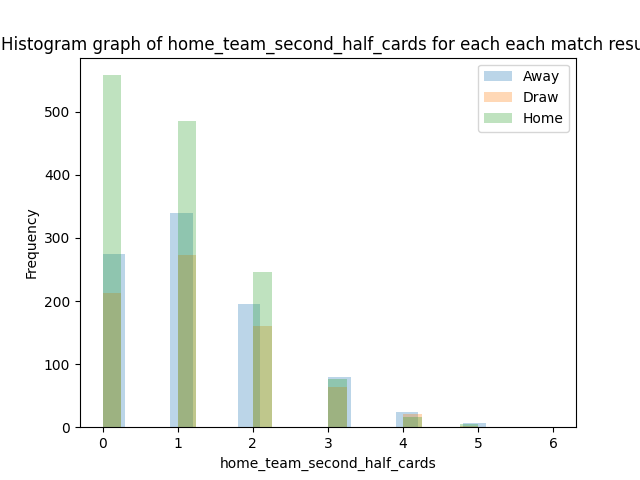 Histogram graph of home_team_second_half_cards for each each match resu
Away
Draw
Home
500
400
300
200
100
0
Frequency
0 1 2 3 4 5 6
home_team_second_half_cards